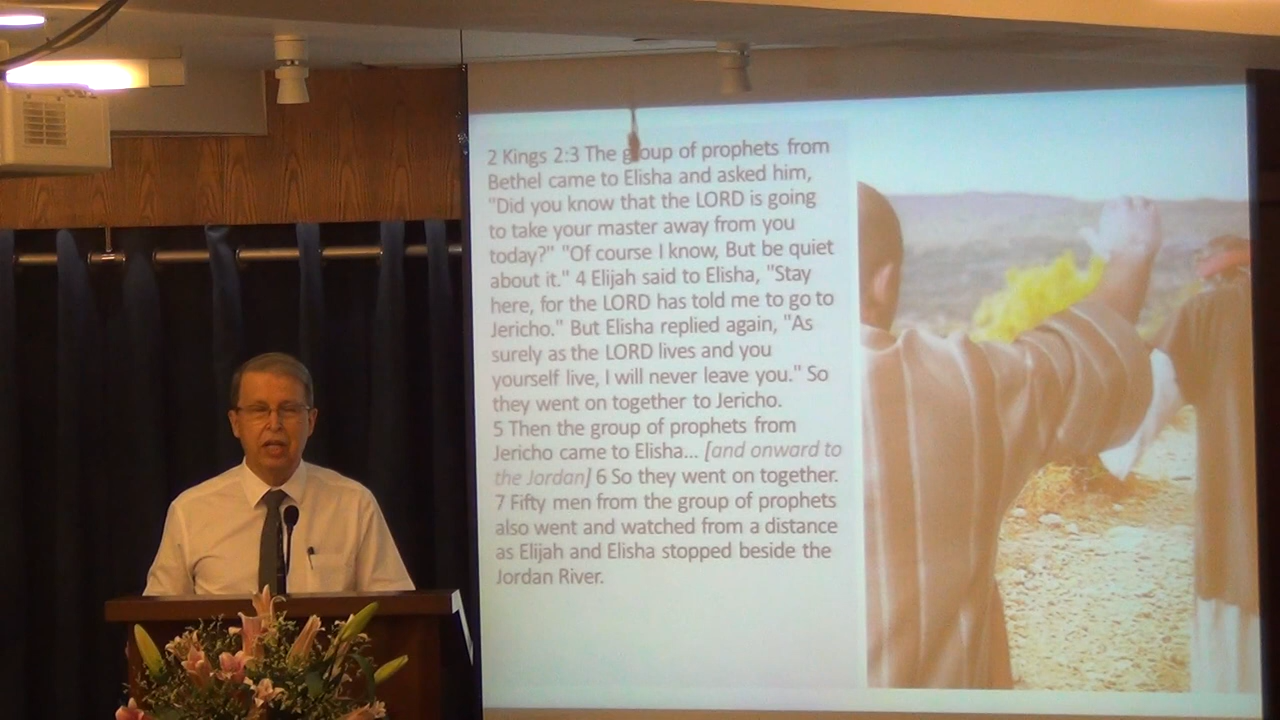 2 Kings 2:3 The group of prophets from
Bethel came to Elisha and asked him,
"Did you know that the LORD is going
to take your master away from you
today?" "Of course I know, But be quiet
about it." 4 Elijah said to Elisha, "Stay
here, for the LORD has told me to go to
Jericho." But Elisha replied again, "As
surely as the LORD lives and you
yourself live, I will never leave you." So
they went on together to Jericho.
5 Then the group of prophets from
Jericho came to Elisha... [and onward to
the Jordan] 6 So they went on together.
7 Fifty men from the group of prophets
also went and watched from a distance
as Elijah and Elisha stopped beside the
Jordan River.